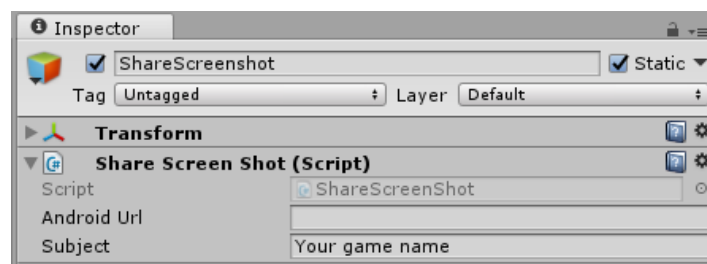 Inspector
ShareScreenshot Static
Tag Untagged Layer Default
Transform
Share Screen Shot (Script)
Script ShareScreenShot
Android Url
Subject Your game name